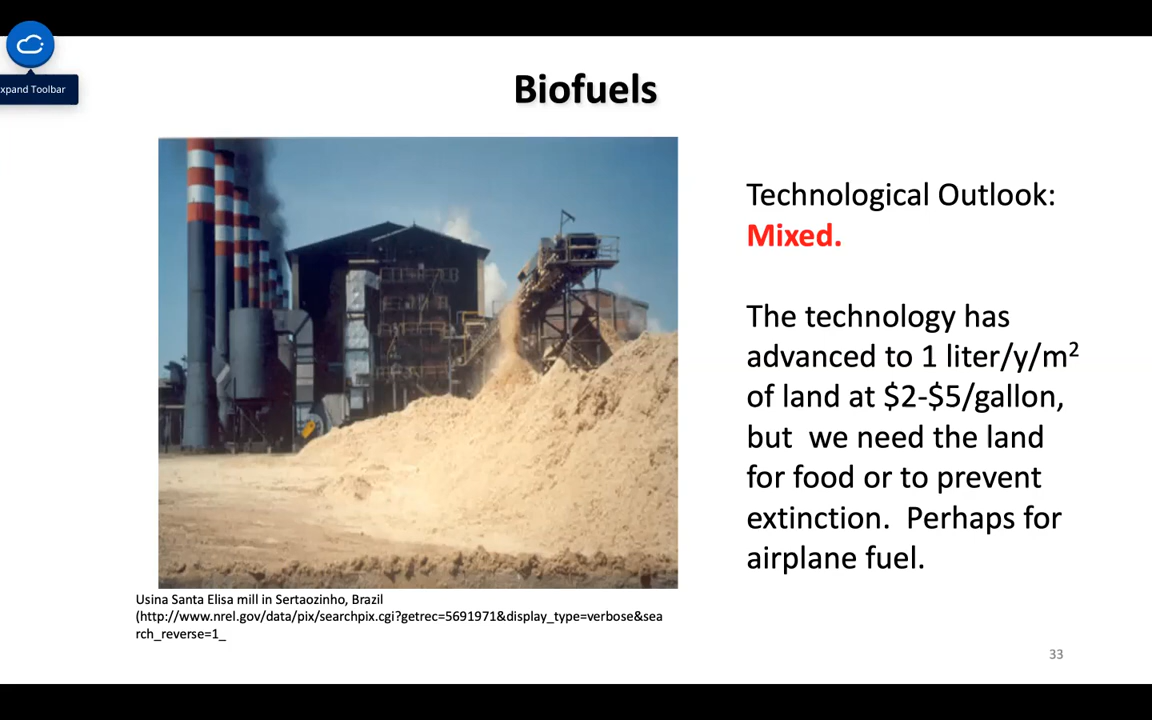 xpand Toolbar
Biofuels
Technological Outlook:
Mixed.
The technology has
advanced to 1 liter/y/m²
of land at $2-$5/gallon,
but  we need the land
for food or to prevent
extinction.  Perhaps for
airplane fuel.
Usina Santa Elisa mill in Sertaozinho, Brazil
(http://www.nrel.gov/data/pix/searchpix.cgi?getrec=5691971&display_type=verbose&sea
rch_reverse=1_
33